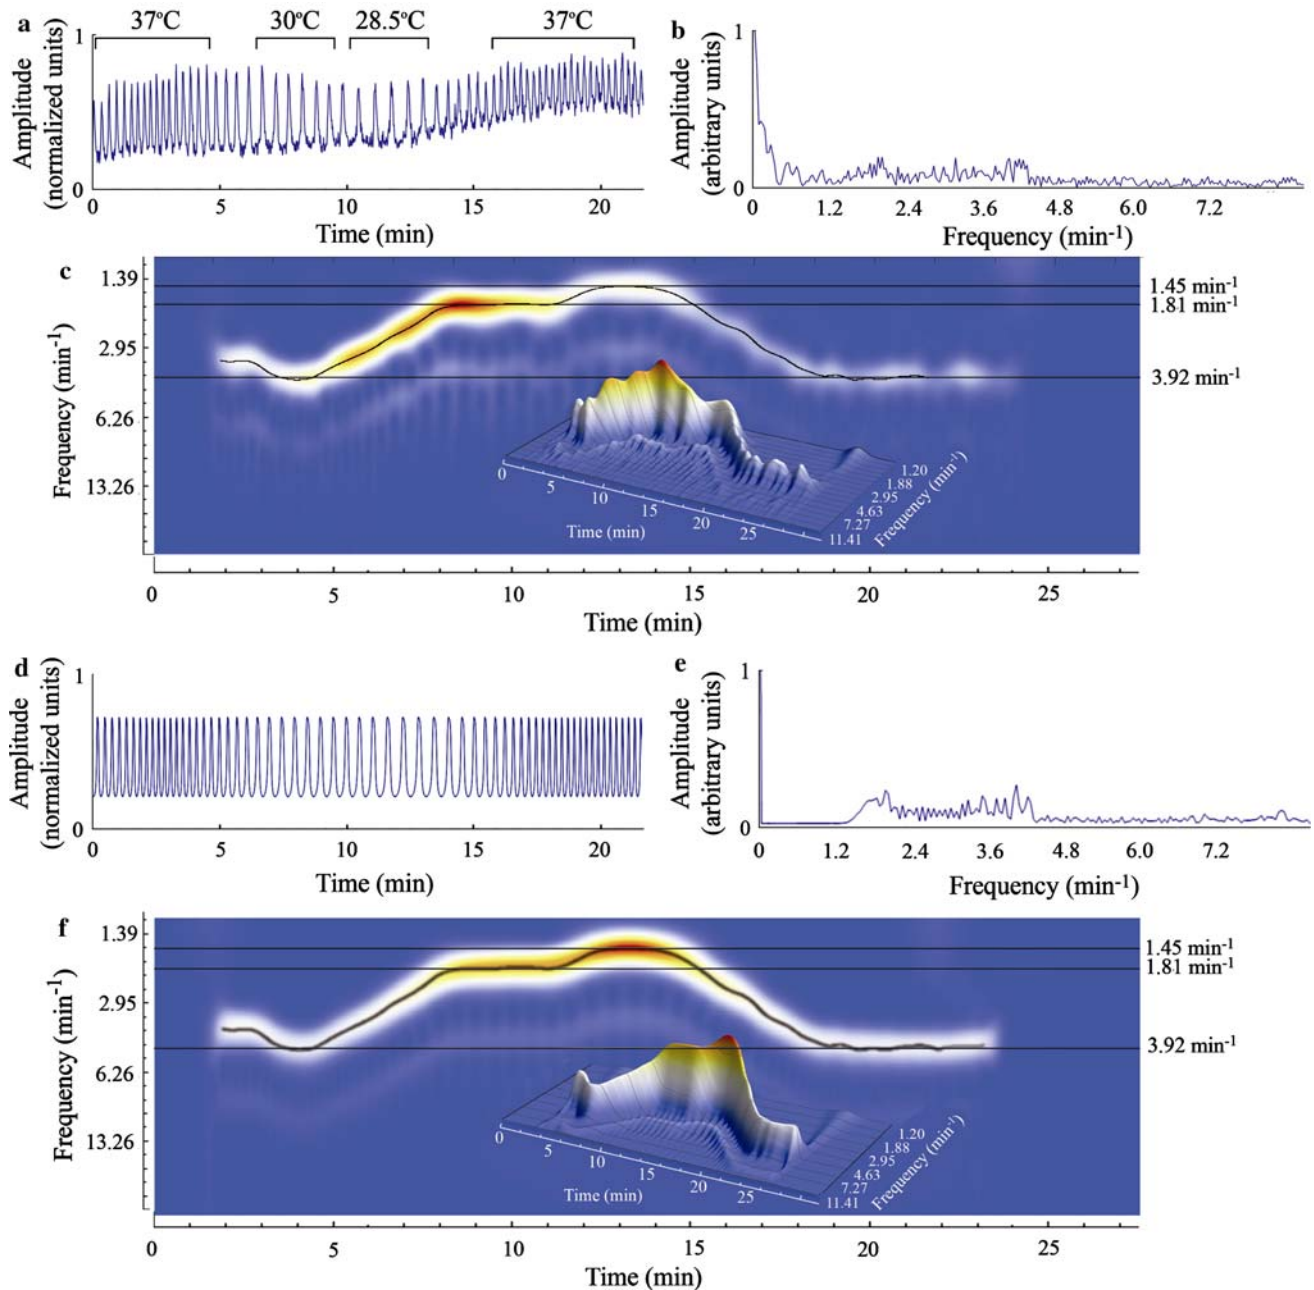 a
37ºC 30ºC 28.5ºC 37ºC
Amplitude
(normalized units)
1
0
0 5 10 15 20
Time (min)
b
Amplitude
(arbitrary units)
1
0
0 1.2 2.4 3.6 4.8 6.0 7.2
Frequency (min-1)
c
Frequency (min-1)
1.39
2.95
6.26
13.26
1.45 min-1
1.81 min-1
3.92 min-1
0 5 10 15 20 25
Time (min)
1.20
1.88
2.95
4.63
7.27
11.41
Frequency (min-1)
0 5 10 15 20 25
Time (min)
d
Amplitude
(normalized units)
1
0
0 5 10 15 20
Time (min)
e
Amplitude
(arbitrary units)
1
0
0 1.2 2.4 3.6 4.8 6.0 7.2
Frequency (min-1)
f
Frequency (min-1)
1.39
2.95
6.26
13.26
1.45 min-1
1.81 min-1
3.92 min-1
0 5 10 15 20 25
Time (min)
1.20
1.88
2.95
4.63
7.27
11.41
Frequency (min-1)
0 5 10 15 20 25
Time (min)